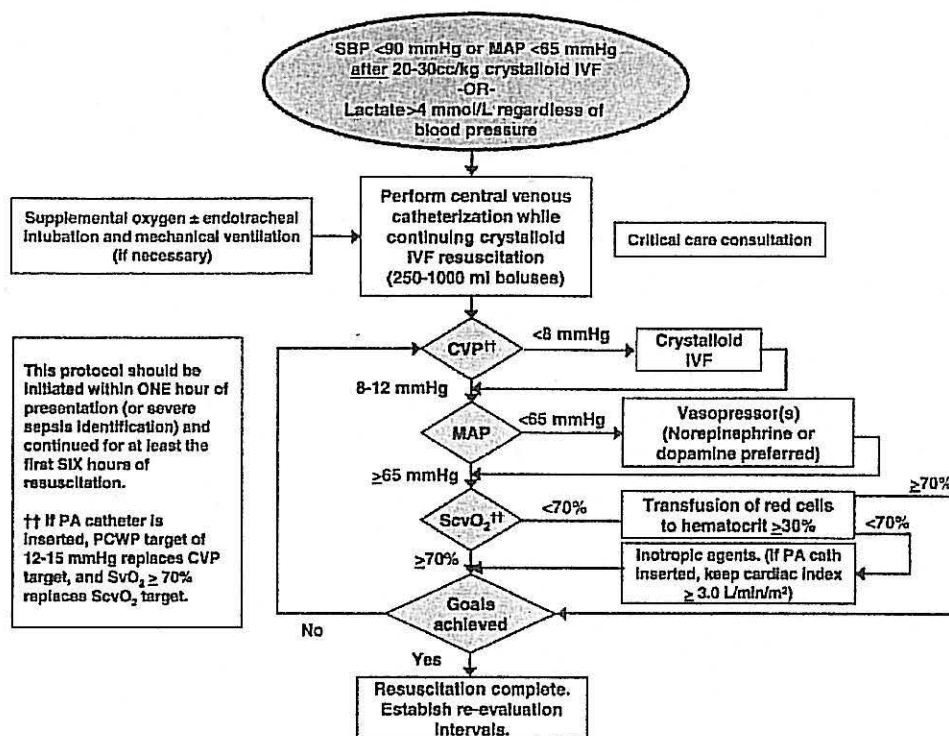 SBP <90 mmHg or MAP <65 mmHg
after 20-30cc/kg crystalloid IVF
-OR-
Lactate>4 mmol/L regardless of
blood pressure
Supplemental oxygen ± endotracheal
intubation and mechanical ventilation
(if necessary)
Perform central venous
catheterization while
continuing crystalloid
IVF resuscitation
(250-1000 ml boluses)
Critical care consultation
CVP††
<8 mmHg
Crystalloid
IVF
8-12 mmHg
This protocol should be
initiated within ONE hour of
presentation (or severe
sepsis identification) and
continued for at least the
first SIX hours of
resuscitation.
†† If PA catheter is
inserted, PCWP target of
12-15 mmHg replaces CVP
target, and SvO₂ ≥ 70%
replaces ScvO₂ target.
MAP
<65 mmHg
Vasopressor(s)
(Norepinephrine or
dopamine preferred)
≥65 mmHg
ScvO₂††
<70%
Transfusion of red cells
to hematocrit ≥30%
≥70%
<70%
≥70%
Inotropic agents. (If PA cath
inserted, keep cardiac index
≥ 3.0 L/min/m²)
Goals
achieved
No
Yes
Resuscitation complete.
Establish re-evaluation
intervals.